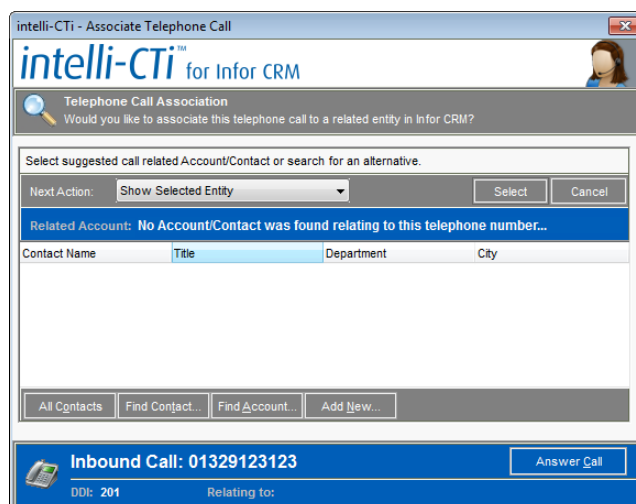 intelli-CTi - Associate Telephone Call
intelli-CTi™ for Infor CRM
Telephone Call Association
Would you like to associate this telephone call to a related entity in Infor CRM?
Select suggested call related Account/Contact or search for an alternative.
Next Action: Show Selected Entity Select Cancel
Related Account: No Account/Contact was found relating to this telephone number...
Contact Name Title Department City
All Contacts Find Contact... Find Account... Add New...
Inbound Call: 01329123123 Answer Call
DDI: 201 Relating to: